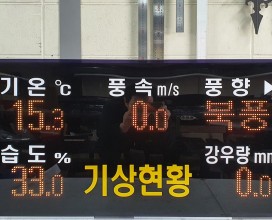 기온 ℃ 풍속 m/s 풍향 ▶
15.3 0.0 북풍
습도 % 기상현황 강우량 mm
33.0 0.0